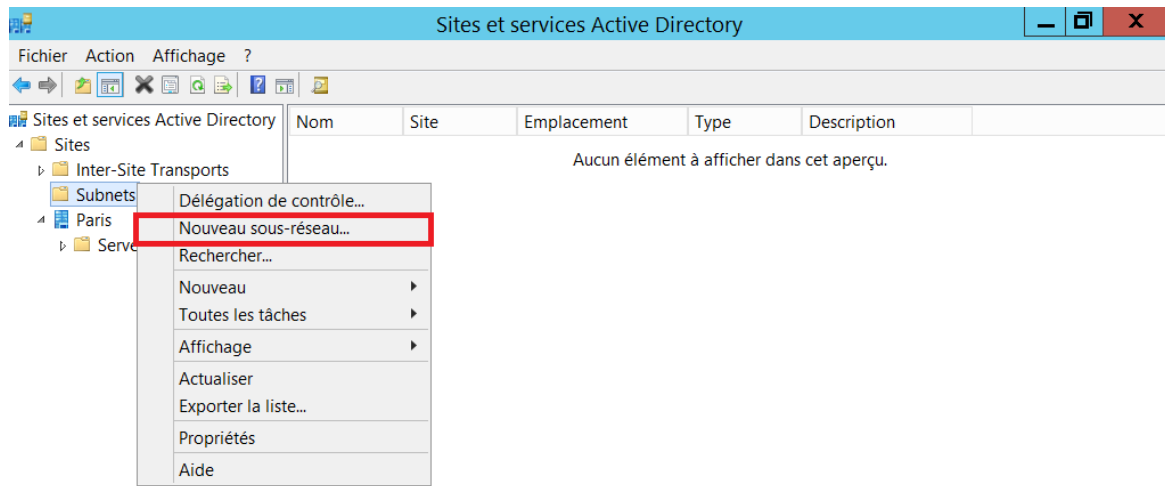 Sites et services Active Directory
Fichier Action Affichage ?
Sites et services Active Directory
Nom Site Emplacement Type Description
Sites
Aucun élément à afficher dans cet aperçu.
Inter-Site Transports
Subnets
Paris
Serve
Délégation de contrôle...
Nouveau sous-réseau...
Rechercher...
Nouveau
Toutes les tâches
Affichage
Actualiser
Exporter la liste...
Propriétés
Aide